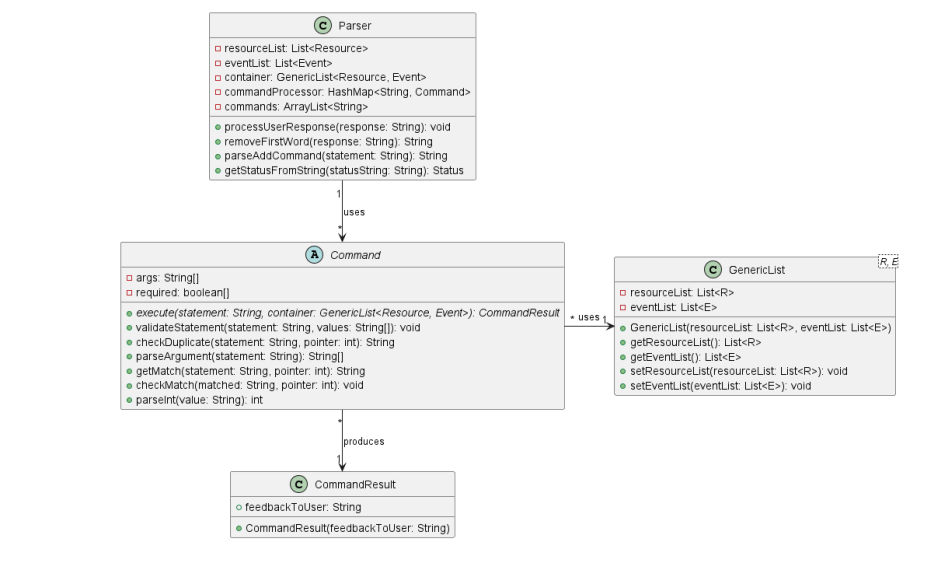 C Parser
resourceList: List<Resource>
eventList: List<Event>
container: GenericList<Resource, Event>
commandProcessor: HashMap<String, Command>
commands: ArrayList<String>
processUserResponse(response: String): void
removeFirstWord(response: String): String
parseAddCommand(statement: String): String
getStatusFromString(statusString: String): Status
1
uses
*
A Command
args: String[]
required: boolean[]
execute(statement: String, container: GenericList<Resource, Event>): CommandResult
validateStatement(statement: String, values: String[]): void
checkDuplicate(statement: String, pointer: int): String
parseArgument(statement: String): String[]
getMatch(statement: String, pointer: int): String
checkMatch(matched: String, pointer: int): void
parseInt(value: String): int
* uses 1
R, E
C GenericList
resourceList: List<R>
eventList: List<E>
GenericList(resourceList: List<R>, eventList: List<E>)
getResourceList(): List<R>
getEventList(): List<E>
setResourceList(resourceList: List<R>): void
setEventList(eventList: List<E>): void
*
produces
1
C CommandResult
feedbackToUser: String
CommandResult(feedbackToUser: String)